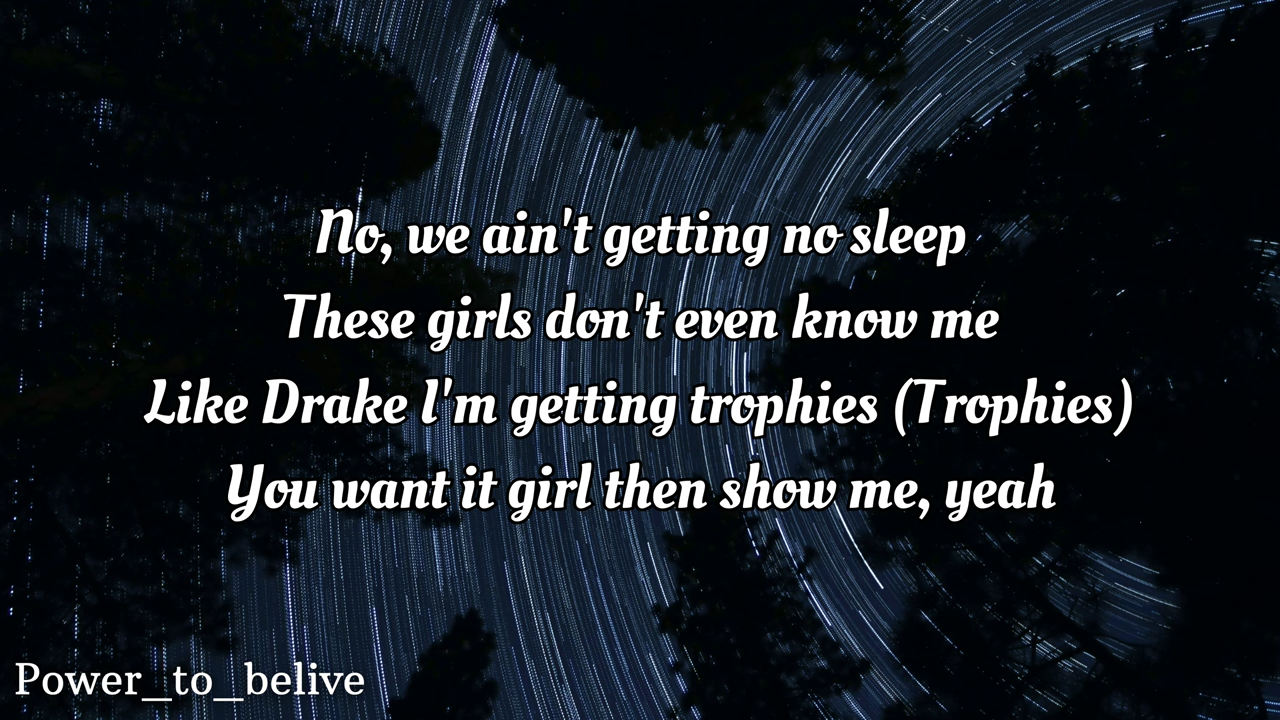 No, we ain't getting no sleep
These girls don't even know me
Like Drake I'm getting trophies (Trophies)
You want it girl then show me, yeah
Power_to_belive